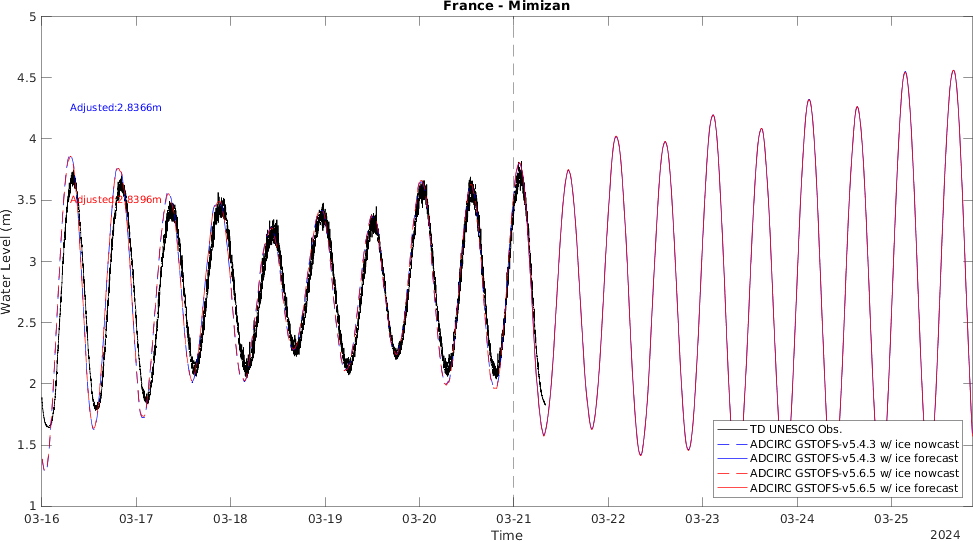 France - Mimizan
5
4.5
4
3.5
3
2.5
2
1.5
1
Water Level (m)
Adjusted:2.8366m
Adjusted:2.8396m
TD UNESCO Obs.
ADCIRC GSTOFS-v5.4.3 w/ ice nowcast
ADCIRC GSTOFS-v5.4.3 w/ ice forecast
ADCIRC GSTOFS-v5.6.5 w/ ice nowcast
ADCIRC GSTOFS-v5.6.5 w/ ice forecast
03-16 03-17 03-18 03-19 03-20 03-21 03-22 03-23 03-24 03-25
Time
2024